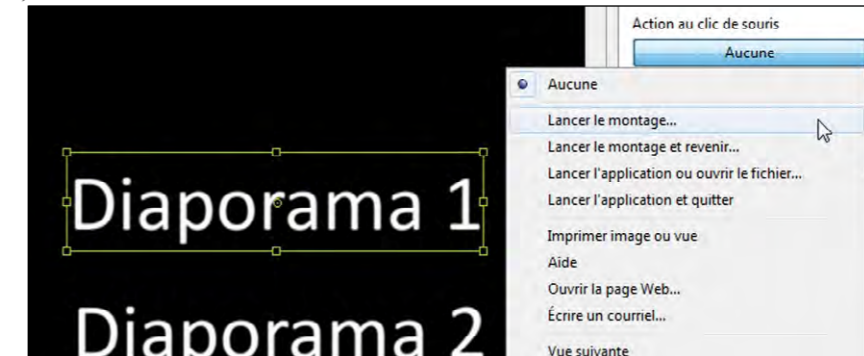 Action au clic de souris
Aucune
Aucune
Lancer le montage...
Lancer le montage et revenir...
Lancer l'application ou ouvrir le fichier...
Lancer l'application et quitter
Imprimer image ou vue
Aide
Ouvrir la page Web...
Écrire un courriel...
Vue suivante
Diaporama 1
Diaporama 2